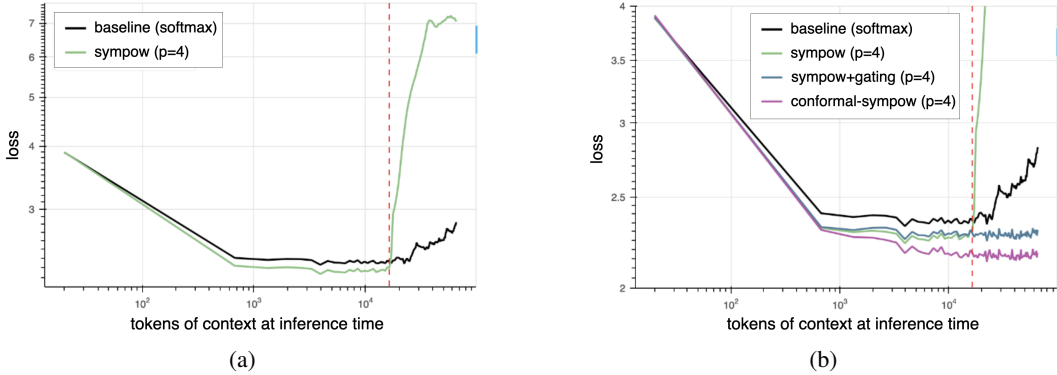 7
6
5
4
3
loss
baseline (softmax)
sympow (p=4)
10²
10³
10⁴
tokens of context at inference time
(a)
4
3.5
3
2.5
2
loss
baseline (softmax)
sympow (p=4)
sympow+gating (p=4)
conformal-sympow (p=4)
10²
10³
10⁴
tokens of context at inference time
(b)